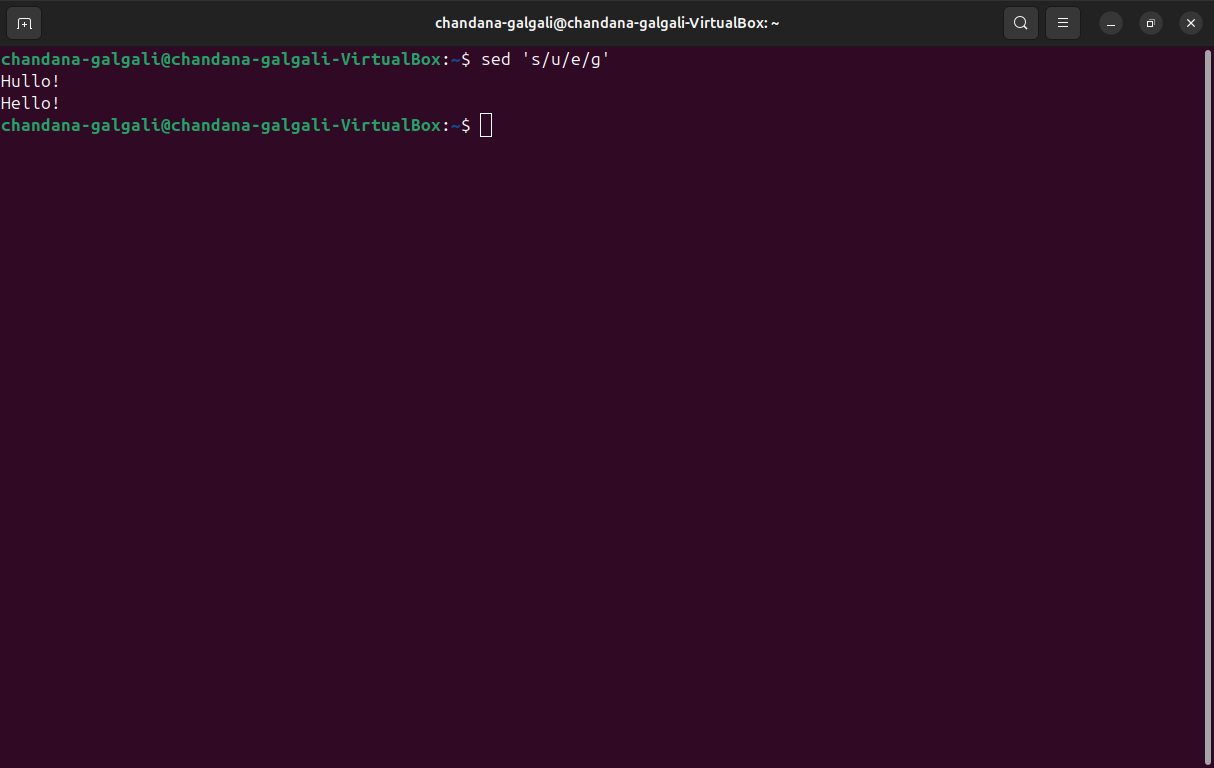 chandana-galgali@chandana-galgali-VirtualBox: ~
chandana-galgali@chandana-galgali-VirtualBox:~$ sed 's/u/e/g'
Hullo!
Hello!
chandana-galgali@chandana-galgali-VirtualBox:~$